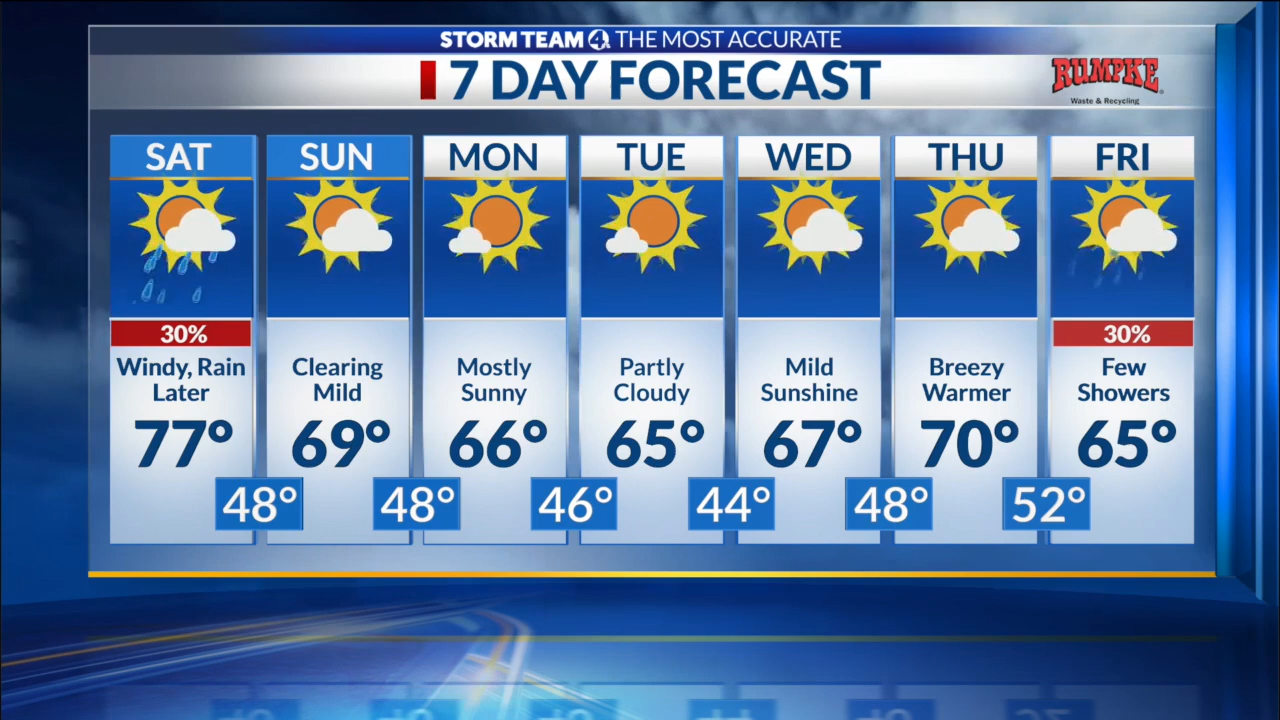 STORM TEAM 4 THE MOST ACCURATE
7 DAY FORECAST
RUMPKE
Waste & Recycling
SAT
SUN
MON
TUE
WED
THU
FRI
30%
30%
Windy, Rain
Later
Clearing
Mild
Mostly
Sunny
Partly
Cloudy
Mild
Sunshine
Breezy
Warmer
Few
Showers
77°
69°
66°
65°
67°
70°
65°
48°
48°
46°
44°
48°
52°